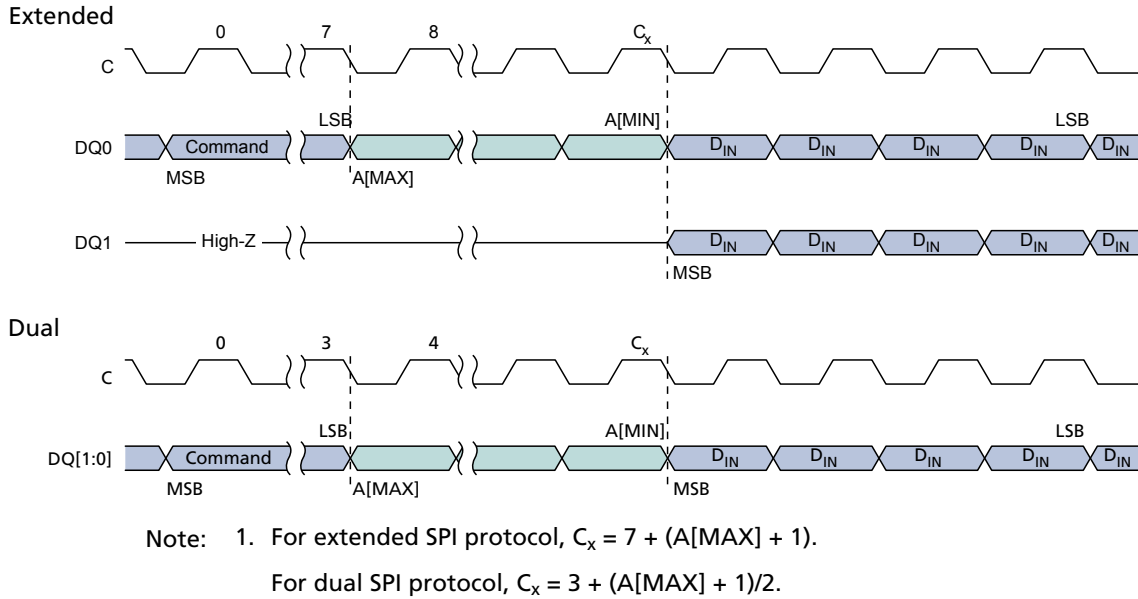 Extended
0 7 8 Cx
C
LSB A[MIN] LSB
DQ0 Command DIN DIN DIN DIN DIN
MSB A[MAX]
DQ1 High-Z DIN DIN DIN DIN DIN
MSB
Dual
0 3 4 Cx
C
LSB A[MIN] LSB
DQ[1:0] Command DIN DIN DIN DIN DIN
MSB A[MAX] MSB
Note: 1. For extended SPI protocol, Cx = 7 + (A[MAX] + 1).
For dual SPI protocol, Cx = 3 + (A[MAX] + 1)/2.